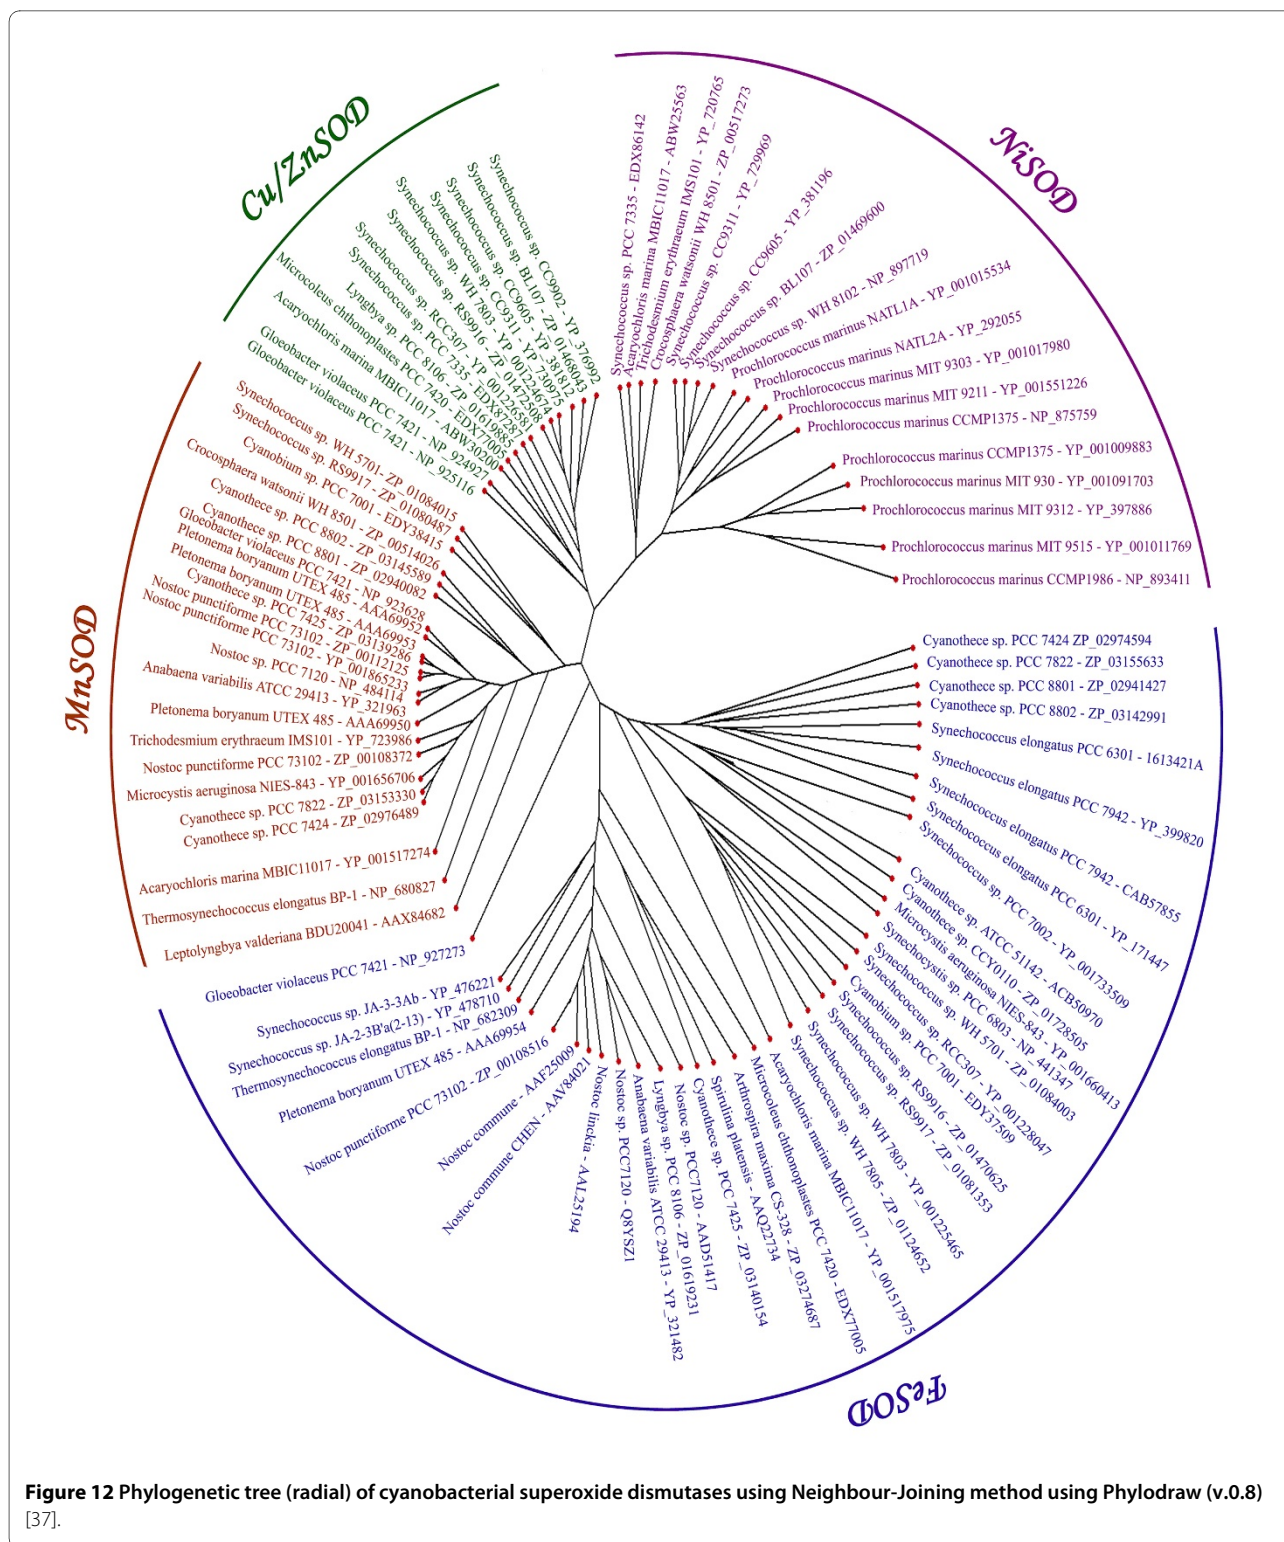 Cu/ZnSOD
Synechococcus sp. CC9902 - YP_376992
Synechococcus sp. BL107 - ZP_01468943
Synechococcus sp. CC9605 - YP_381812
Synechococcus sp. CC9311 - YP_730975
Synechococcus sp. WH 7803 - YP_001224674
Synechococcus sp. RS9916 - ZP_01472508
Synechococcus sp. RCC307 - YP_001226581
Synechococcus sp. PCC 7335 - EDX87287
Lyngbya sp. PCC 8106 - ZP_01619885
Microcoleus chthonoplastes PCC 7420 - EDX77005
Acaryochloris marina MBIC11017 - ABW30200
Gloeobacter violaceus PCC 7421 - NP_924927
Gloeobacter violaceus PCC 7421 - NP_925116
NiSOD
Synechococcus sp. PCC 7335 - EDX86142
Acaryochloris marina MBIC11017 - ABW25563
Trichodesmium erythraeum IMS101 - YP_720765
Crocosphaera watsonii WH 8501 - ZP_00517273
Synechococcus sp. CC9311 - YP_729969
Synechococcus sp. CC9605 - YP_381196
Synechococcus sp. BL107 - ZP_01469600
Synechococcus sp. WH 8102 - NP_897719
Prochlorococcus marinus NATL1A - YP_001015534
Prochlorococcus marinus NATL2A - YP_292055
Prochlorococcus marinus MIT 9303 - YP_001017980
Prochlorococcus marinus MIT 9211 - YP_001551226
Prochlorococcus marinus CCMP1375 - NP_875759
Prochlorococcus marinus CCMP1375 - YP_001009883
Prochlorococcus marinus MIT 930 - YP_001091703
Prochlorococcus marinus MIT 9312 - YP_397886
Prochlorococcus marinus MIT 9515 - YP_001011769
Prochlorococcus marinus CCMP1986 - NP_893411
MnSOD
Synechococcus sp. WH 5701- ZP_01084015
Synechococcus sp. RS9917 - ZP_01080487
Cyanobium sp. PCC 7001 - EDY38415
Crocosphaera watsonii WH 8501 - ZP_00514026
Cyanothece sp. PCC 8802 - ZP_03145589
Cyanothece sp. PCC 8801 - ZP_02940082
Gloeobacter violaceus PCC 7421 - NP_923628
Pletonema boryanum UTEX 485 - AAA69952
Pletonema boryanum UTEX 485 - AAA69953
Cyanothece sp. PCC 7425 - ZP_03139286
Nostoc punctiforme PCC 73102 - ZP_00112125
Nostoc punctiforme PCC 73102 - YP_001865233
Nostoc sp. PCC 7120 - NP_484114
Anabaena variabilis ATCC 29413 - YP_321963
Pletonema boryanum UTEX 485 - AAA69950
Trichodesmium erythraeum IMS101 - YP_723986
Nostoc punctiforme PCC 73102 - ZP_00108372
Microcystis aeruginosa NIES-843 - YP_001656706
Cyanothece sp. PCC 7822 - ZP_03153330
Cyanothece sp. PCC 7424 - ZP_02976489
Acaryochloris marina MBIC11017 - YP_001517274
Thermosynechococcus elongatus BP-1 - NP_680827
Leptolyngbya valderiana BDU20041 - AAX84682
Cyanothece sp. PCC 7424 ZP_02974594
Cyanothece sp. PCC 7822 - ZP_03155633
Cyanothece sp. PCC 8801 - ZP_02941427
Cyanothece sp. PCC 8802 - ZP_03142991
Synechococcus elongatus PCC 6301 - 1613421A
Synechococcus elongatus PCC 7942 - YP_399820
Synechococcus elongatus PCC 7942 - CAB57855
Synechococcus elongatus PCC 6301 - YP_171447
Synechococcus sp. PCC 7002 - YP_001733509
Cyanothece sp. ATCC 51142 - ACB50970
Cyanothece sp. CCY0110 - ZP_01728505
Microcystis aeruginosa NIES-843 - YP_001660413
Synechocystis sp. PCC 6803 - NP_441347
Synechococcus sp. WH 5701 - ZP_01084003
Synechococcus sp. RCC307 - YP_001228047
Cyanobium sp. PCC 7001 - EDY37509
Synechococcus sp. RS9916 - ZP_01470625
Synechococcus sp. RS9917 - ZP_01081353
Synechococcus sp. WH 7803 - YP_001225465
Synechococcus sp. WH 7805 - ZP_01124652
Acaryochloris marina MBIC11017 - YP_001517975
Microcoleus chthonoplastes PCC 7420 - EDX77005
Arthrospira maxima CS-328 - ZP_03274687
Spirulina platensis - AAQ22734
Cyanothece sp. PCC 7425 - ZP_03140154
Nostoc sp. PCC7120 - AAD51417
Lyngbya sp. PCC 8106 - ZP_01619231
Anabaena variabilis ATCC 29413 - YP_321482
Nostoc sp. PCC7120 - Q8YSZ1
Nostoc linckia - AAL25194
Nostoc commune CHEN - AAV84021
Nostoc commune - AAF25009
Nostoc punctiforme PCC 73102 - ZP_00108516
Pletonema boryanum UTEX 485 - AAA69954
Thermosynechococcus elongatus BP-1 - NP_682309
Synechococcus sp. JA-2-3B'a(2-13) - YP_478710
Synechococcus sp. JA-3-3Ab - YP_476221
Gloeobacter violaceus PCC 7421 - NP_927273
FeSOD
Figure 12 Phylogenetic tree (radial) of cyanobacterial superoxide dismutases using Neighbour-Joining method using Phylodraw (v.0.8)
[37].